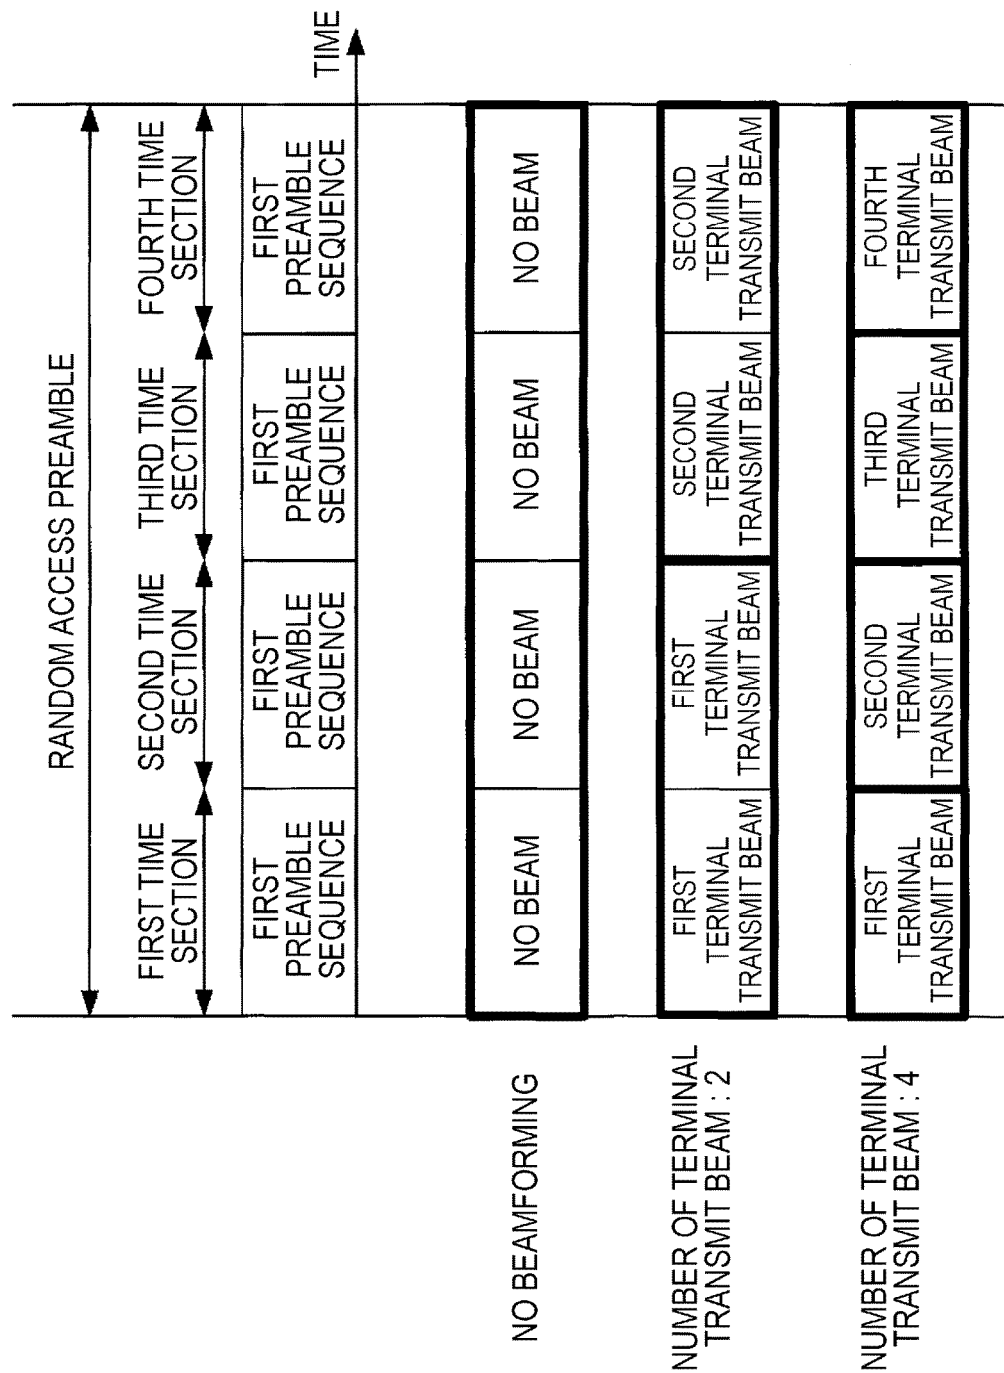 RANDOM ACCESS PREAMBLE
FIRST TIME
SECTION
SECOND TIME
SECTION
THIRD TIME
SECTION
FOURTH TIME
SECTION
FIRST
PREAMBLE
SEQUENCE
FIRST
PREAMBLE
SEQUENCE
FIRST
PREAMBLE
SEQUENCE
FIRST
PREAMBLE
SEQUENCE
TIME
NO BEAMFORMING
NO BEAM
NO BEAM
NO BEAM
NO BEAM
NUMBER OF TERMINAL
TRANSMIT BEAM : 2
FIRST
TERMINAL
TRANSMIT BEAM
FIRST
TERMINAL
TRANSMIT BEAM
SECOND
TERMINAL
TRANSMIT BEAM
SECOND
TERMINAL
TRANSMIT BEAM
NUMBER OF TERMINAL
TRANSMIT BEAM : 4
FIRST
TERMINAL
TRANSMIT BEAM
SECOND
TERMINAL
TRANSMIT BEAM
THIRD
TERMINAL
TRANSMIT BEAM
FOURTH
TERMINAL
TRANSMIT BEAM